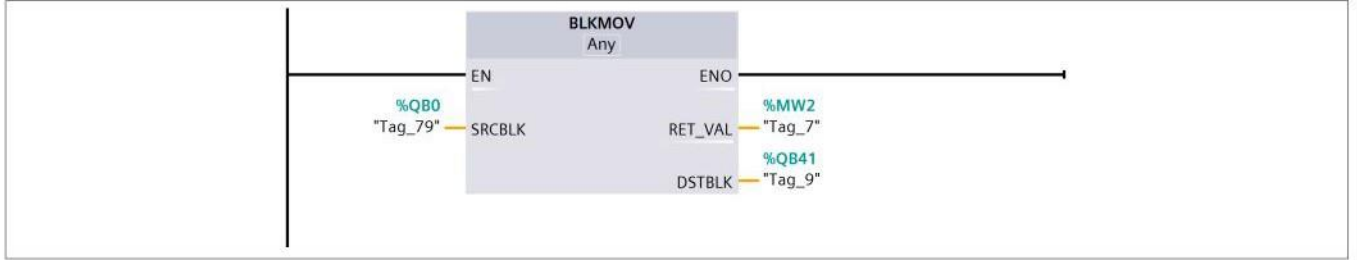 BLKMOV
Any
EN ENO
%QB0 %MW2
"Tag_79" SRCBLK RET_VAL "Tag_7"
%QB41
DSTBLK "Tag_9"